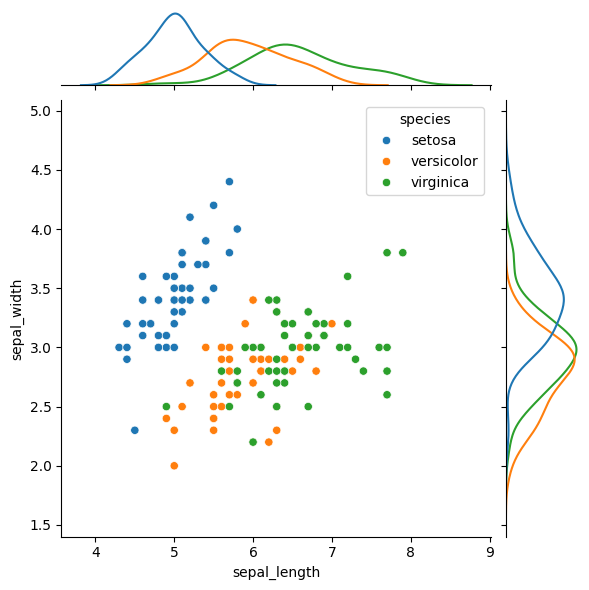 5.0
4.5
4.0
3.5
3.0
2.5
2.0
1.5
sepal_width
species
setosa
versicolor
virginica
4 5 6 7 8 9
sepal_length